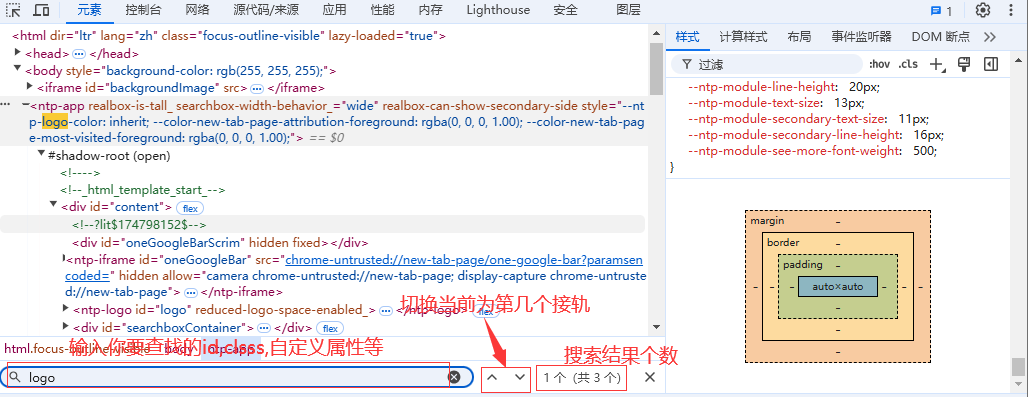 元素 控制台 网络 源代码/来源 应用 性能 内存 Lighthouse 安全 图层 1
<html dir="ltr" lang="zh" class="focus-outline-visible" lazy-loaded="true">
<head> </head>
<body style="background-color: rgb(255, 255, 255);">
<iframe id="backgroundImage" src> </iframe>
<ntp-app realbox-is-tall_ searchbox-width-behavior_="wide" realbox-can-show-secondary-side style="--nt
p-logo-color: inherit; --color-new-tab-page-attribution-foreground: rgba(0, 0, 0, 1.00); --color-new-tab-pag
e-most-visited-foreground: rgba(0, 0, 0, 1.00);"> == $0
#shadow-root (open)
<!---->
<!--_html_template_start_-->
<div id="content"> flex
<!--?lit$174798152$-->
<div id="oneGoogleBarScrim" hidden fixed></div>
<ntp-iframe id="oneGoogleBar" src="chrome-untrusted://new-tab-page/one-google-bar?paramsen
coded=" hidden allow="camera chrome-untrusted://new-tab-page; display-capture chrome-untruste
d://new-tab-page"> </ntp-iframe>
<ntp-logo id="logo" reduced-logo-space-enabled_> </ntp-logo> flex
<div id="searchboxContainer"> </div> flex
切换当前为第几个接轨
html.focus-outline-visible body ntp-app
输入你要查找的id,clss,自定义属性等
搜索结果个数
logo
1 个 (共 3 个)
样式 计算样式 布局 事件监听器 DOM 断点
过滤 :hov .cls
--ntp-module-line-height: 20px;
--ntp-module-text-size: 13px;
--ntp-module-secondary-text-size: 11px;
--ntp-module-secondary-line-height: 16px;
--ntp-module-see-more-font-weight: 500;
}
margin -
border -
padding -
- - - auto×auto - - -
-
-
-